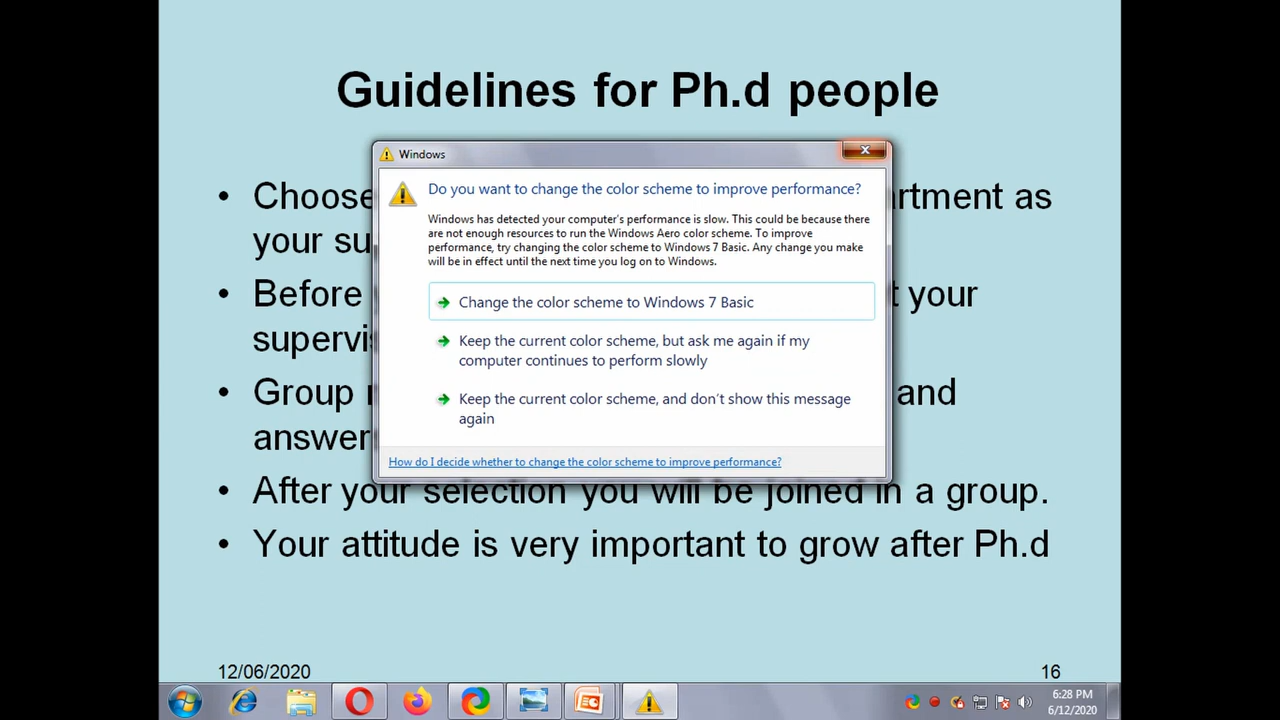 Guidelines for Ph.d people
Windows
Do you want to change the color scheme to improve performance?
Windows has detected your computer's performance is slow. This could be because there
are not enough resources to run the Windows Aero color scheme. To improve
performance, try changing the color scheme to Windows 7 Basic. Any change you make
will be in effect until the next time you log on to Windows.
Change the color scheme to Windows 7 Basic
Keep the current color scheme, but ask me again if my
computer continues to perform slowly
Keep the current color scheme, and don't show this message
again
How do I decide whether to change the color scheme to improve performance?
• Choose as
your
• Before your
• Group and
• After your selection you will be joined in a group.
• Your attitude is very important to grow after Ph.d
12/06/2020 16
6:28 PM
6/12/2020